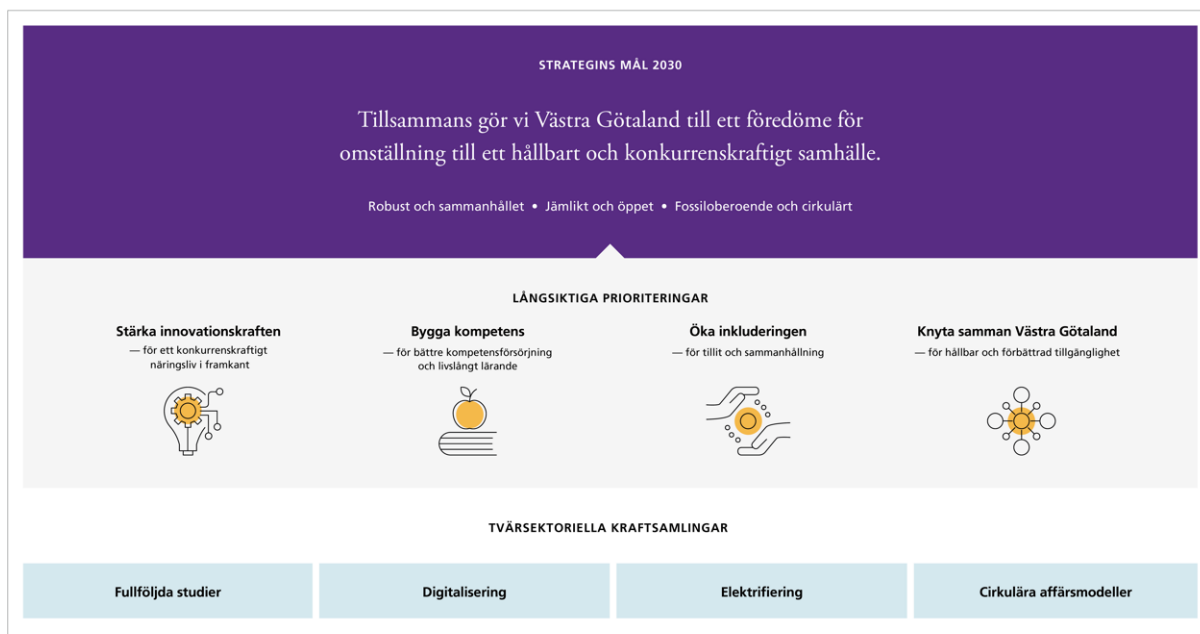 STRATEGINS MÅL 2030
Tillsammans gör vi Västra Götaland till ett föredöme för
omställning till ett hållbart och konkurrenskraftigt samhälle.
Robust och sammanhållet • Jämlikt och öppet • Fossiloberoende och cirkulärt
LÅNGSIKTIGA PRIORITERINGAR
Stärka innovationskraften
— för ett konkurrenskraftigt
näringsliv i framkant
Bygga kompetens
— för bättre kompetensförsörjning
och livslångt lärande
Öka inkluderingen
— för tillit och sammanhållning
Knyta samman Västra Götaland
— för hållbar och förbättrad tillgänglighet
TVÄRSEKTORIELLA KRAFTSAMLINGAR
Fullföljda studier
Digitalisering
Elektrifiering
Cirkulära affärsmodeller